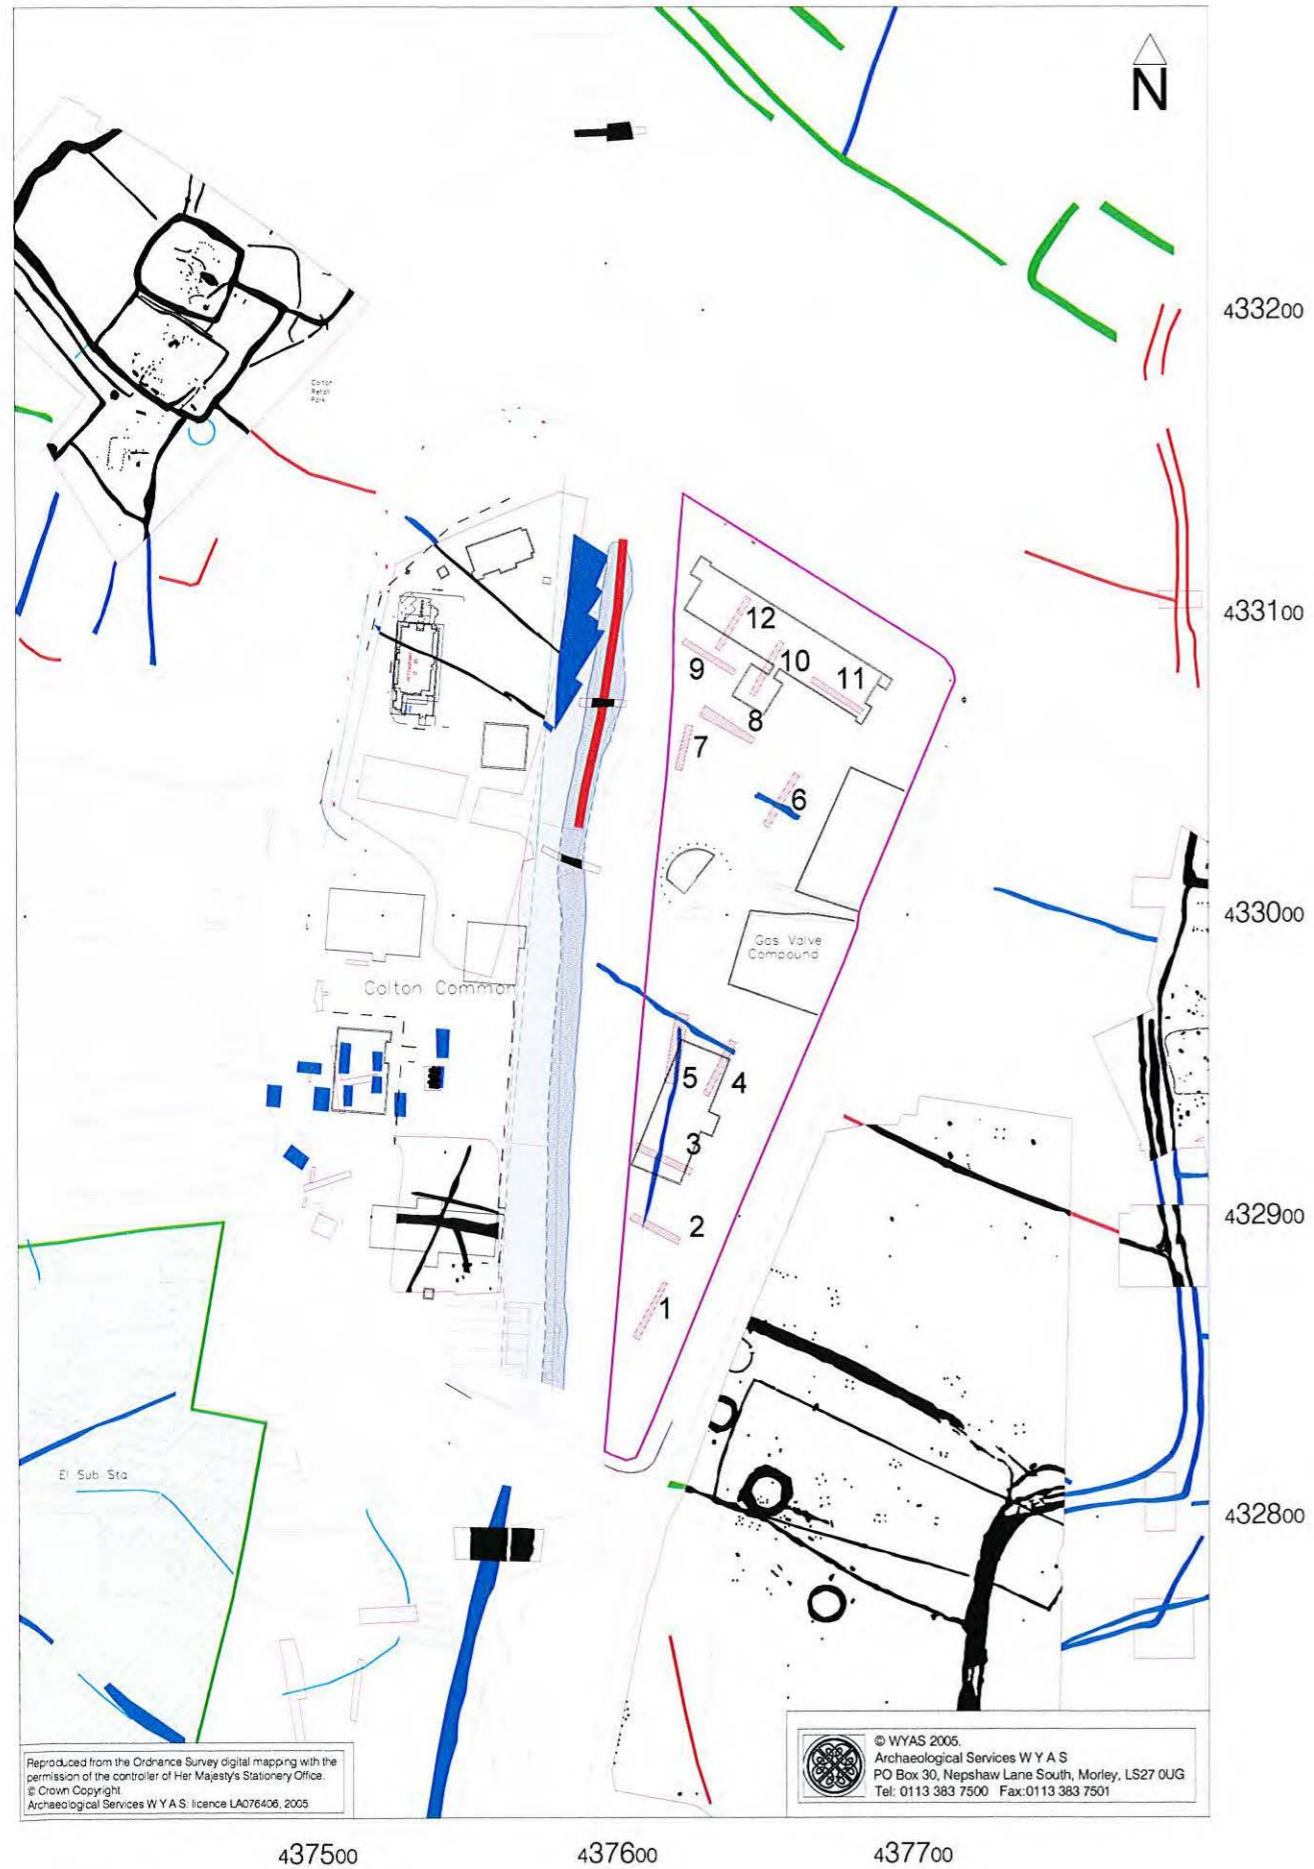 N
433200
Colton
Retail
Park
433100
12
9
10
11
8
7
6
433000
Gas Valve
Compound
Colton Common
5
4
3
432900
2
1
El Sub Sta
432800
Reproduced from the Ordnance Survey digital mapping with the
permission of the controller of Her Majesty's Stationery Office.
© Crown Copyright
Archaeological Services W Y A S: licence LA076406, 2005
© WYAS 2005.
Archaeological Services W Y A S
PO Box 30, Nepshaw Lane South, Morley, LS27 0UG
Tel: 0113 383 7500 Fax:0113 383 7501
437500
437600
437700